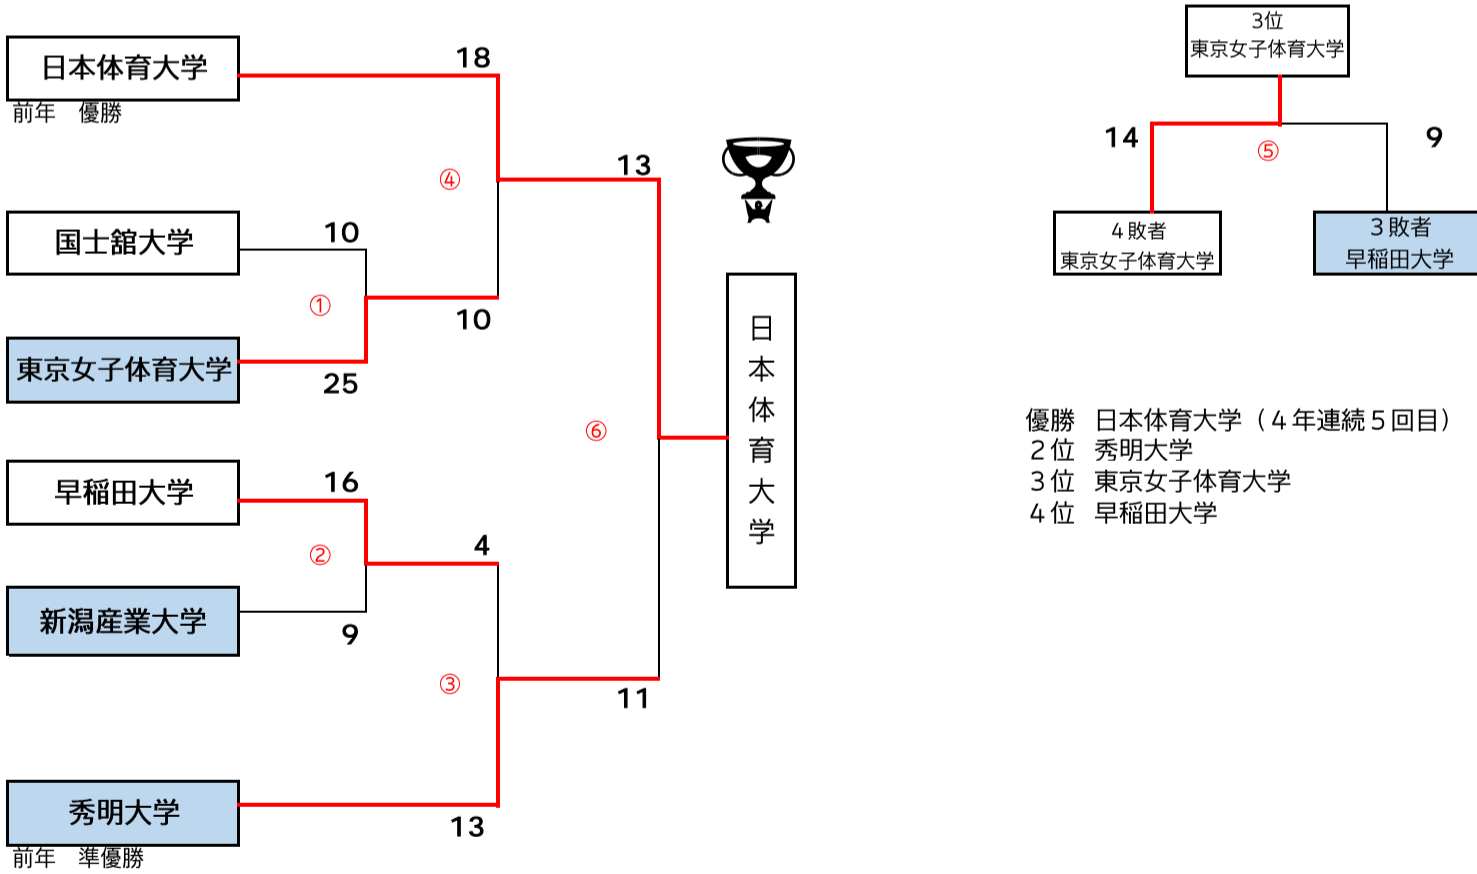 日本体育大学
前年　優勝
国士舘大学
東京女子体育大学
早稲田大学
新潟産業大学
秀明大学
前年　準優勝
18
10
①
25
④
10
16
②
9
4
③
13
13
⑥
11
日本体育大学
3位
東京女子体育大学
14
⑤
9
４敗者
東京女子体育大学
３敗者
早稲田大学
優勝　日本体育大学（４年連続５回目）
２位　秀明大学
３位　東京女子体育大学
４位　早稲田大学